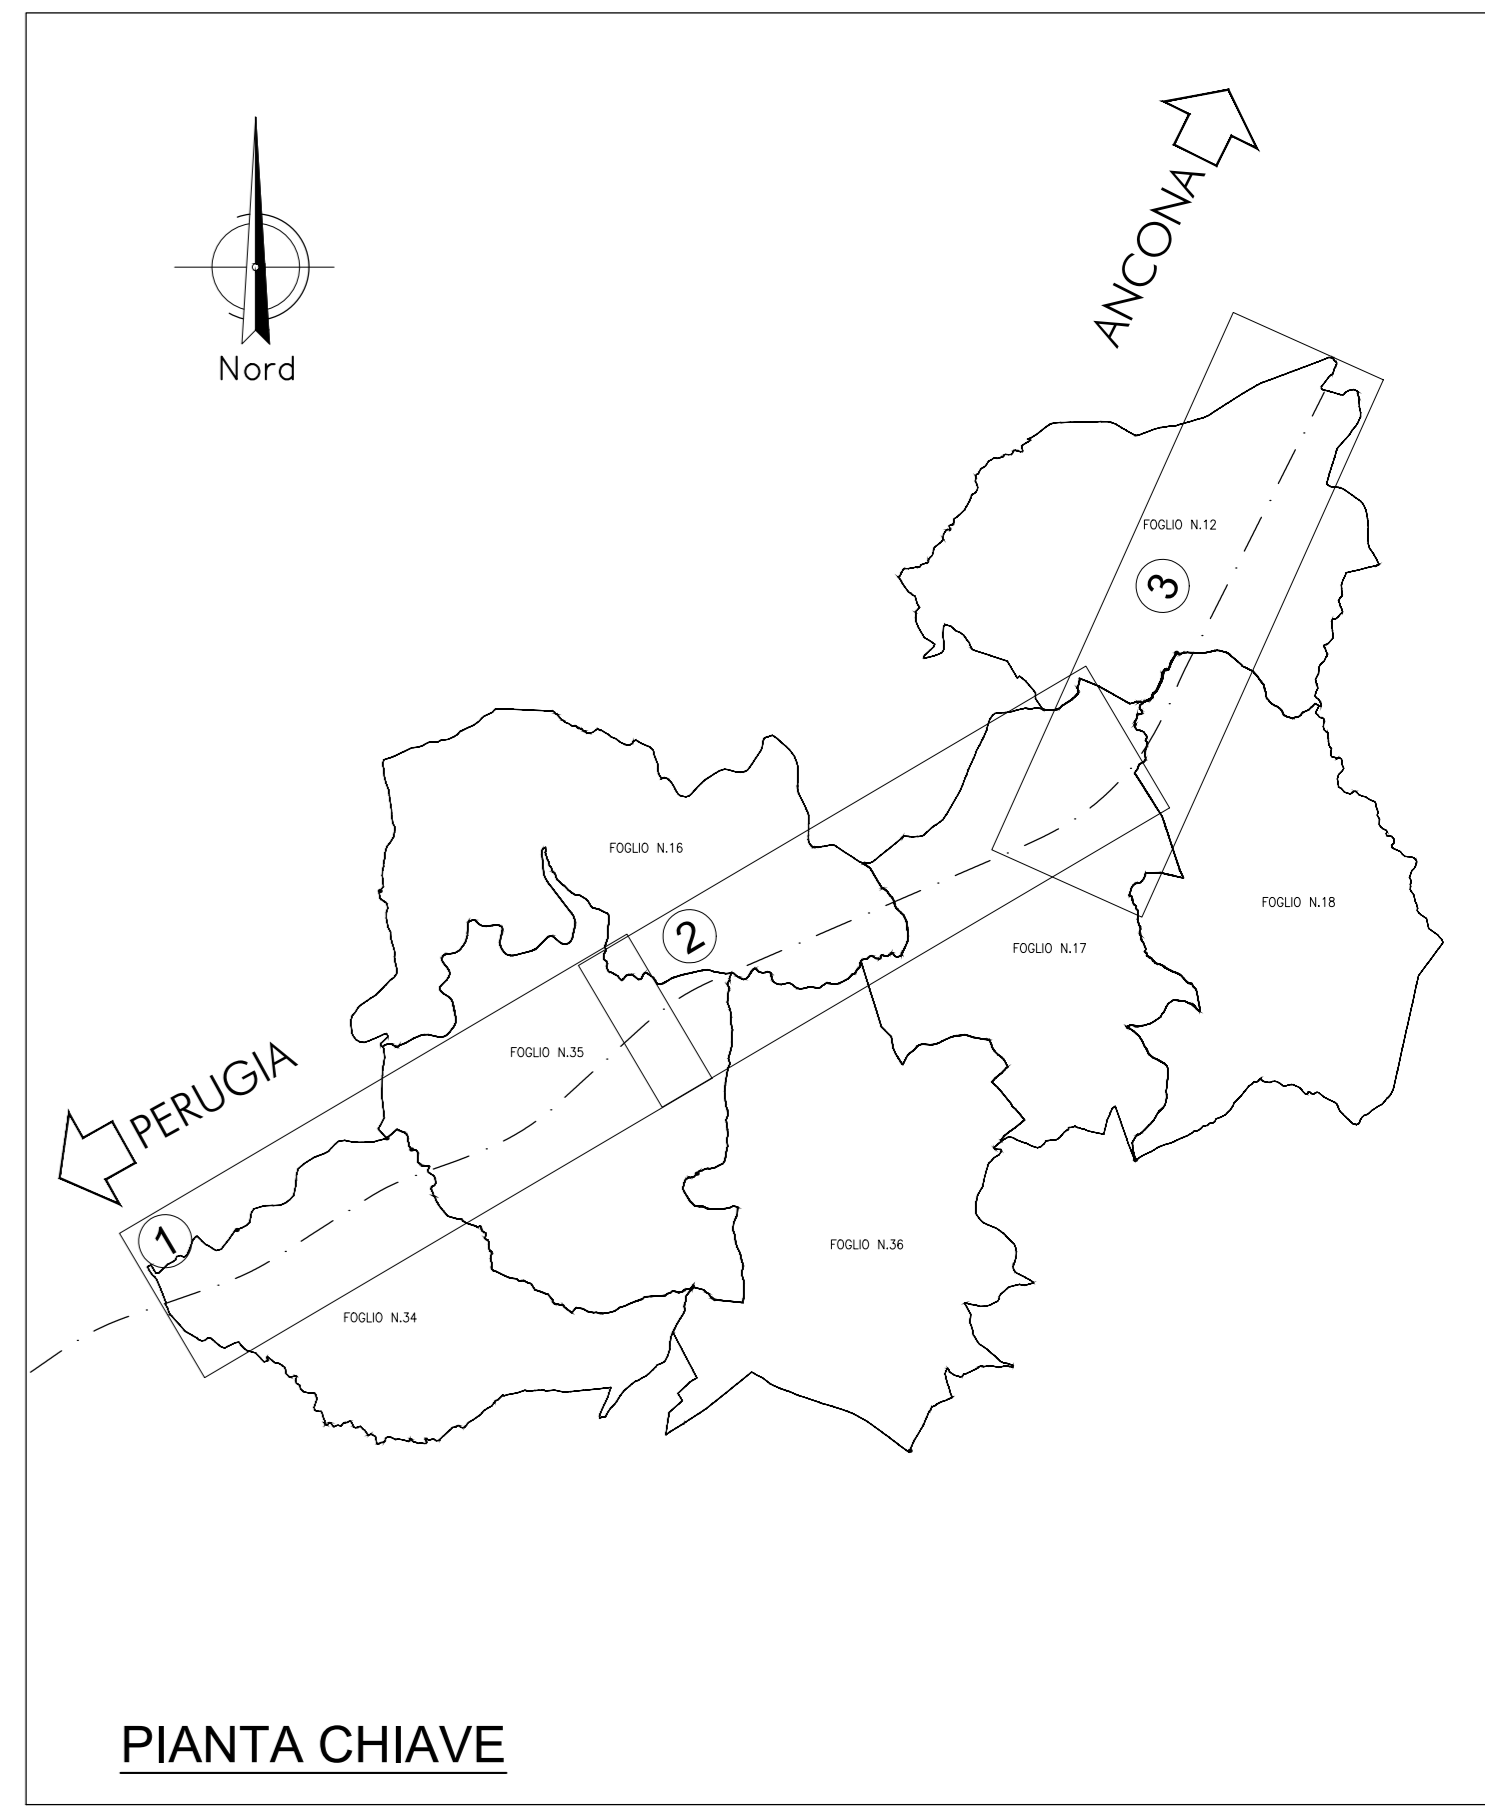 ANCONA
Nord
FOGLIO N.12
3
FOGLIO N.16
2
FOGLIO N.18
FOGLIO N.17
FOGLIO N.35
PERUGIA
1
FOGLIO N.36
FOGLIO N.34
PIANTA CHIAVE